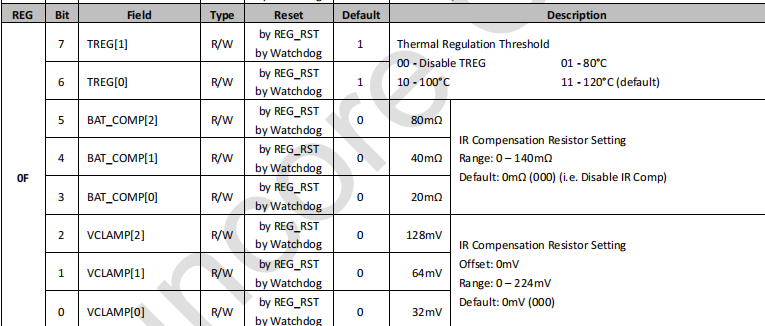 REG Bit Field Type Reset Default Description
0F
7 TREG[1] R/W by REG_RST by Watchdog 1
6 TREG[0] R/W by REG_RST by Watchdog 1
Thermal Regulation Threshold
00 - Disable TREG 01 - 80°C
10 - 100°C 11 - 120°C (default)
5 BAT_COMP[2] R/W by REG_RST by Watchdog 0 80mΩ
4 BAT_COMP[1] R/W by REG_RST by Watchdog 0 40mΩ
3 BAT_COMP[0] R/W by REG_RST by Watchdog 0 20mΩ
IR Compensation Resistor Setting
Range: 0 – 140mΩ
Default: 0mΩ (000) (i.e. Disable IR Comp)
2 VCLAMP[2] R/W by REG_RST by Watchdog 0 128mV
1 VCLAMP[1] R/W by REG_RST by Watchdog 0 64mV
0 VCLAMP[0] R/W by REG_RST by Watchdog 0 32mV
IR Compensation Resistor Setting
Offset: 0mV
Range: 0 – 224mV
Default: 0mV (000)